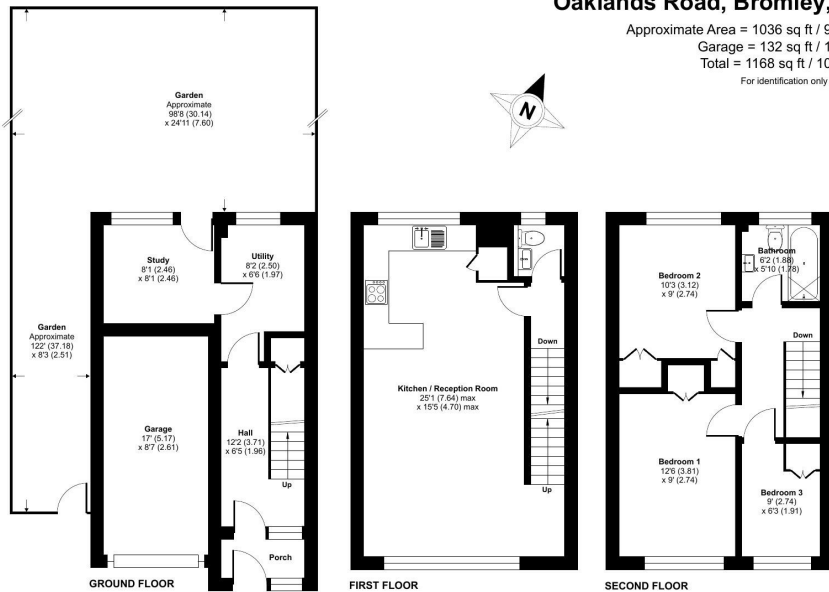 Oaklands Road, Bromley,
Approximate Area = 1036 sq ft / 9
Garage = 132 sq ft / 1
Total = 1168 sq ft / 10
For identification only
N
Garden
Approximate
98'8 (30.14)
x 24'11 (7.60)
Study
8'1 (2.46)
x 8'1 (2.46)
Utility
8'2 (2.50)
x 6'6 (1.97)
Garden
Approximate
122' (37.18)
x 8'3 (2.51)
Garage
17' (5.17)
x 8'7 (2.61)
Hall
12'2 (3.71)
x 6'5 (1.96)
Up
Porch
GROUND FLOOR
Down
Kitchen / Reception Room
25'1 (7.64) max
x 15'5 (4.70) max
Up
FIRST FLOOR
Bathroom
6'2 (1.88)
x 5'10 (1.78)
Bedroom 2
10'3 (3.12)
x 9' (2.74)
Down
Bedroom 1
12'6 (3.81)
x 9' (2.74)
Bedroom 3
9' (2.74)
x 6'3 (1.91)
SECOND FLOOR